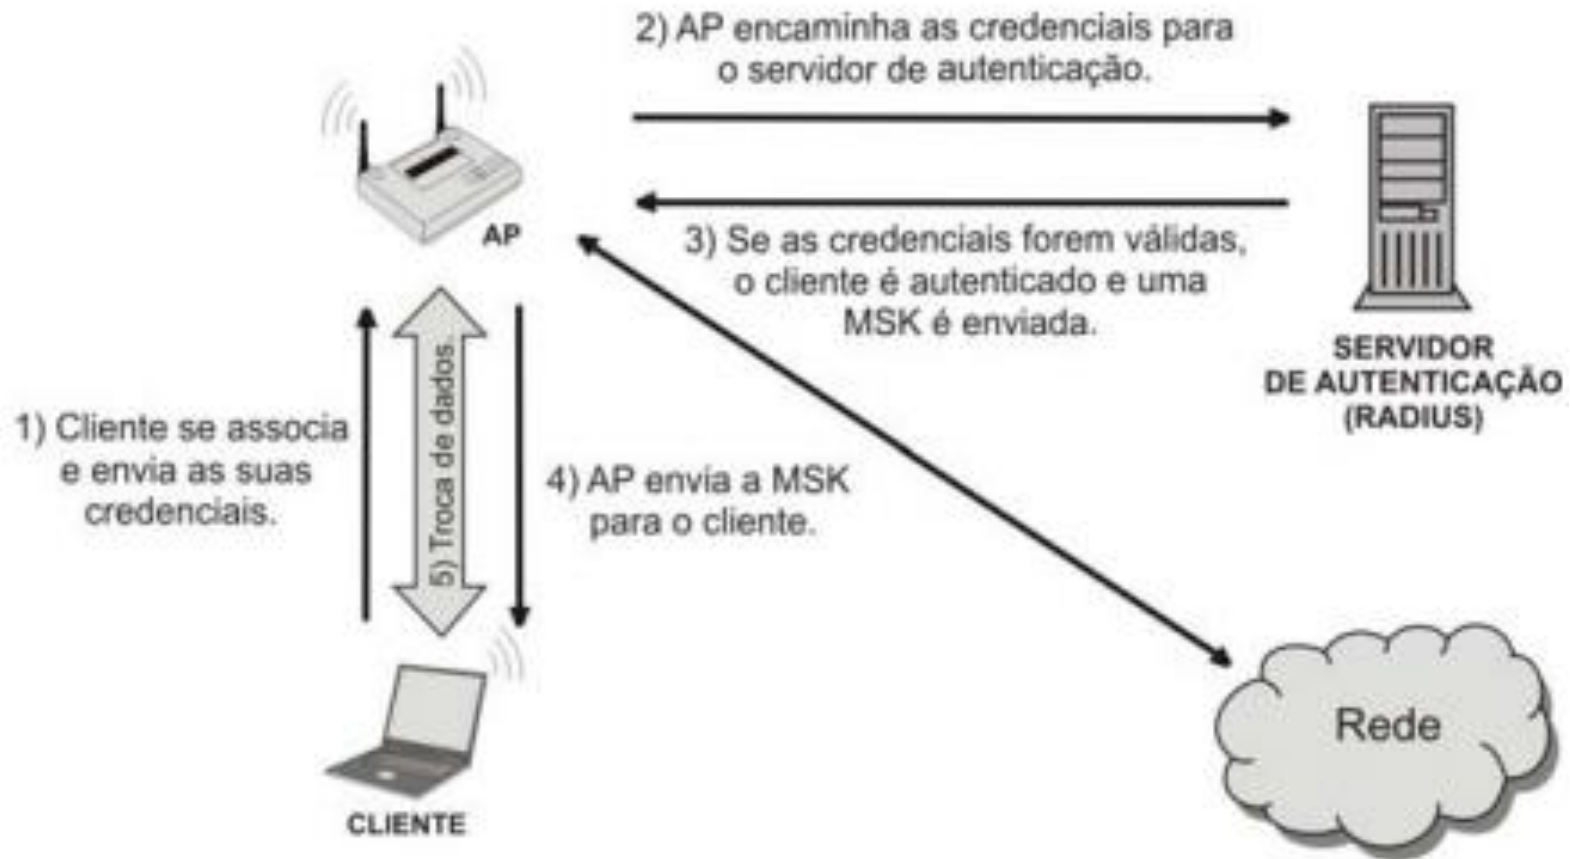 2) AP encaminha as credenciais para
o servidor de autenticação.
AP
3) Se as credenciais forem válidas,
o cliente é autenticado e uma
MSK é enviada.
SERVIDOR
DE AUTENTICAÇÃO
(RADIUS)
1) Cliente se associa
e envia as suas
credenciais.
5) Troca de dados.
4) AP envia a MSK
para o cliente.
Rede
CLIENTE